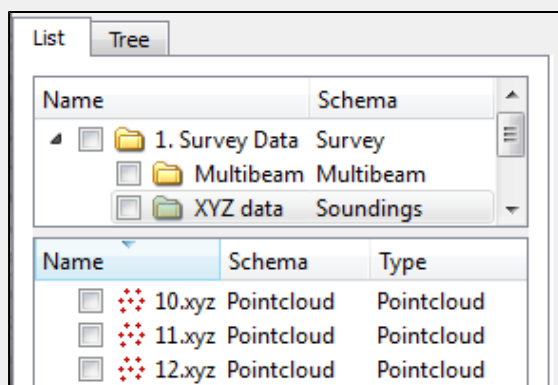 List Tree
Name Schema
1. Survey Data Survey
Multibeam Multibeam
XYZ data Soundings
Name Schema Type
10.xyz Pointcloud Pointcloud
11.xyz Pointcloud Pointcloud
12.xyz Pointcloud Pointcloud